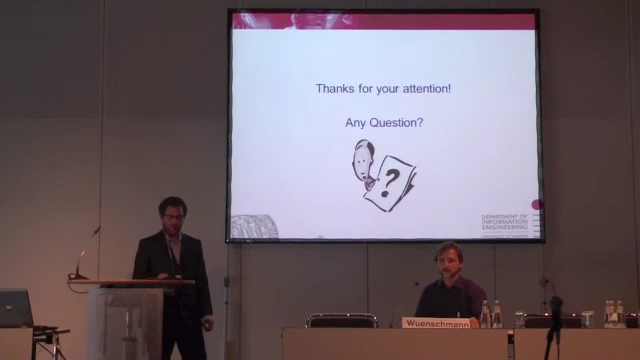 Thanks for your attention!
Any Question?
?
DEPARTMENT OF
INFORMATION
ENGINEERING
Wuenschmann